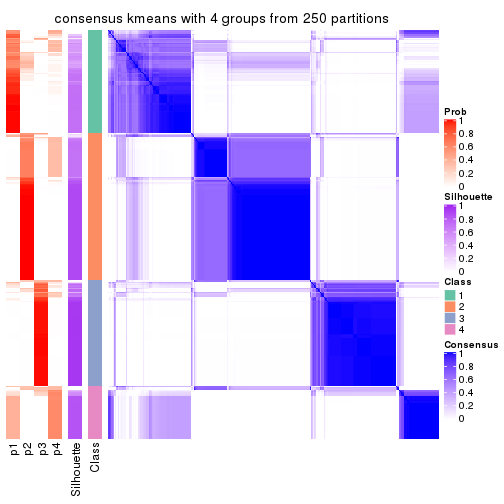 consensus kmeans with 4 groups from 250 partitions
Prob
1
0.8
0.6
0.4
0.2
0
Silhouette
1
0.8
0.6
0.4
0.2
0
Class
1
2
3
4
Consensus
1
0.8
0.6
0.4
0.2
0
p1
p2
p3
p4
Silhouette
Class